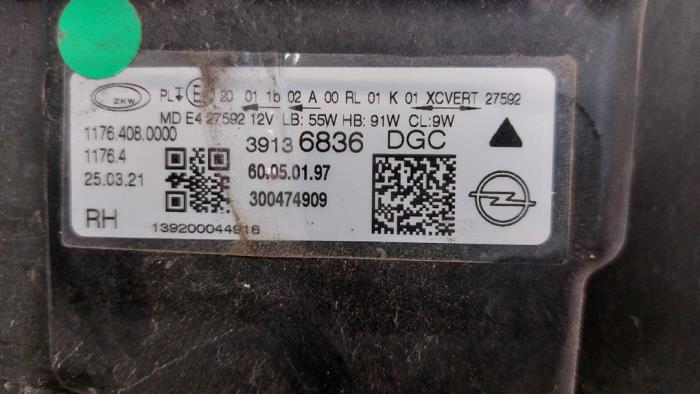 ZKW PL E 20 01 1b 02 A 00 RL 01 K 01 XCVERT 27592
MD E4 27592 12V LB: 55W HB: 91W CL: 9W
1176.408.0000
1176.4
25.03.21
RH
3913 6836 DGC
60.05.01.97
300474909
139200044916